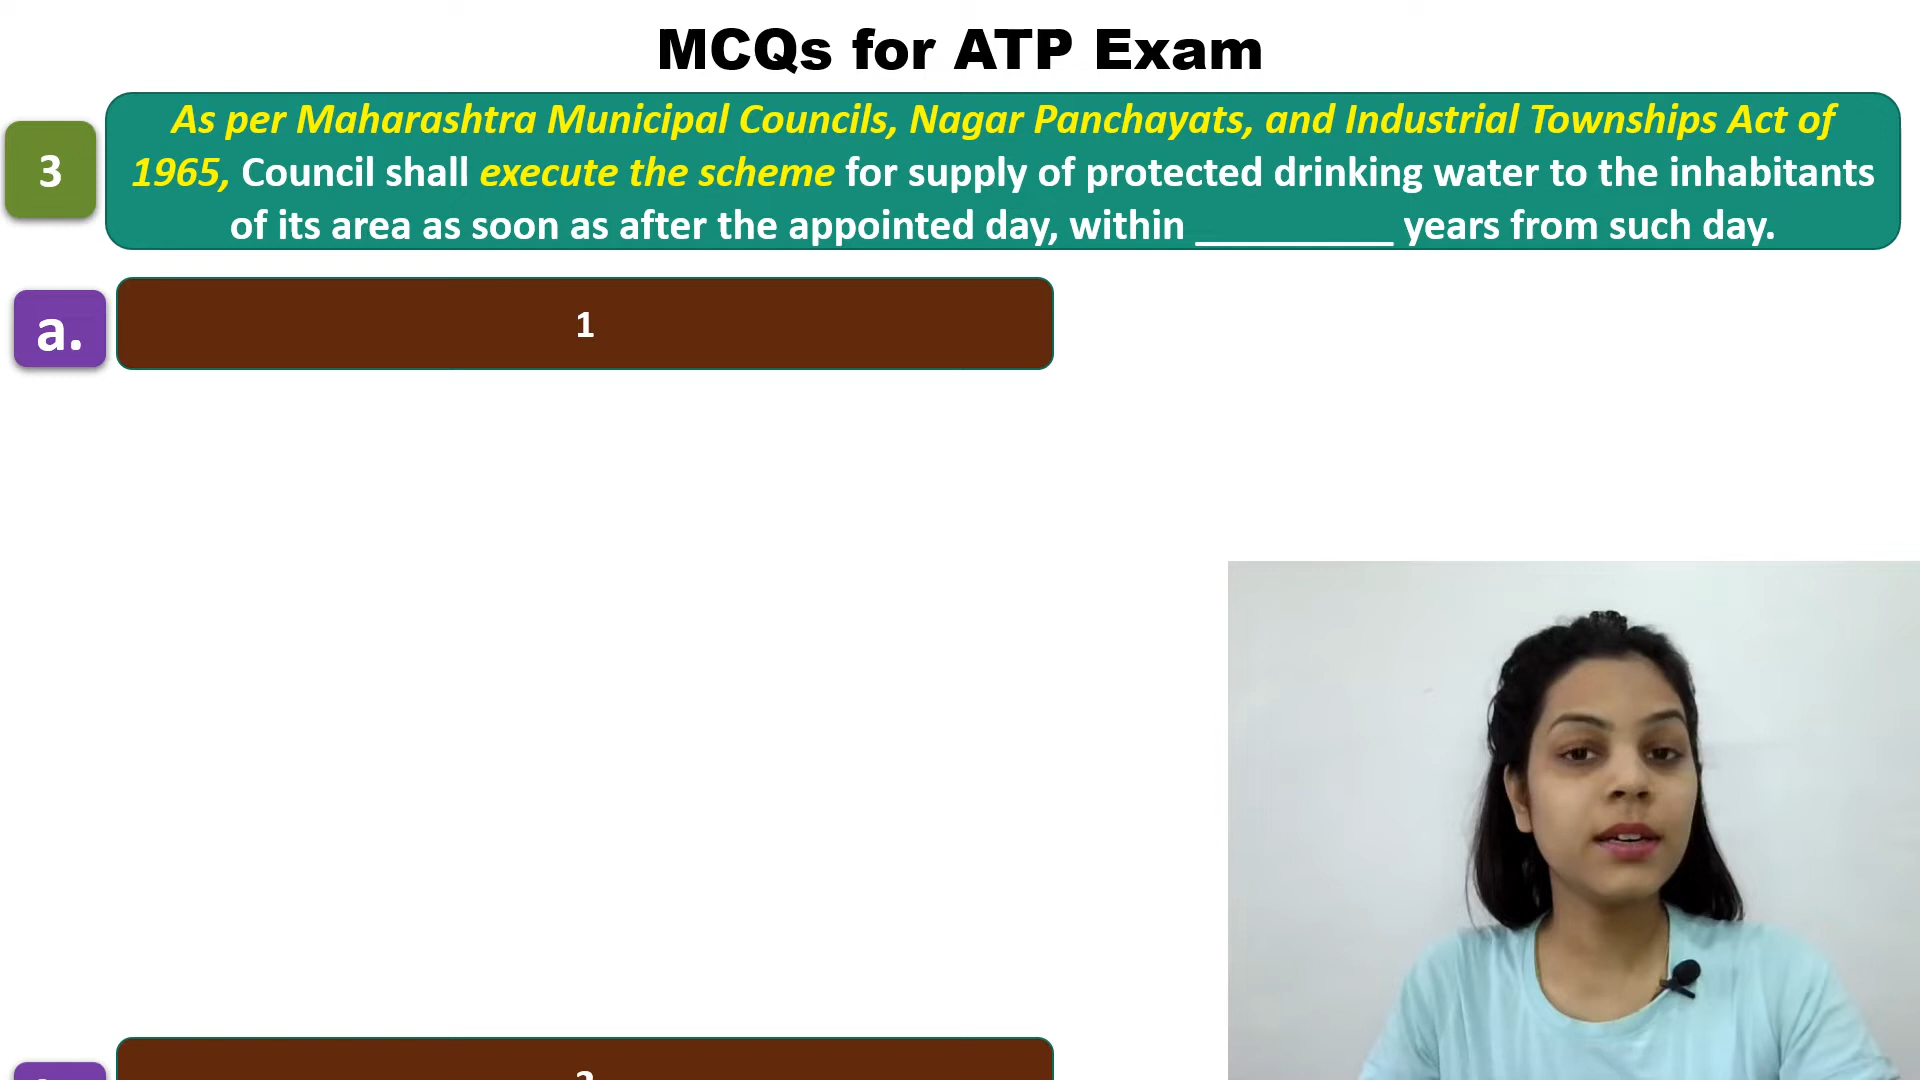 MCQs for ATP Exam
3
As per Maharashtra Municipal Councils, Nagar Panchayats, and Industrial Townships Act of
1965, Council shall execute the scheme for supply of protected drinking water to the inhabitants
of its area as soon as after the appointed day, within _________ years from such day.
a.
1